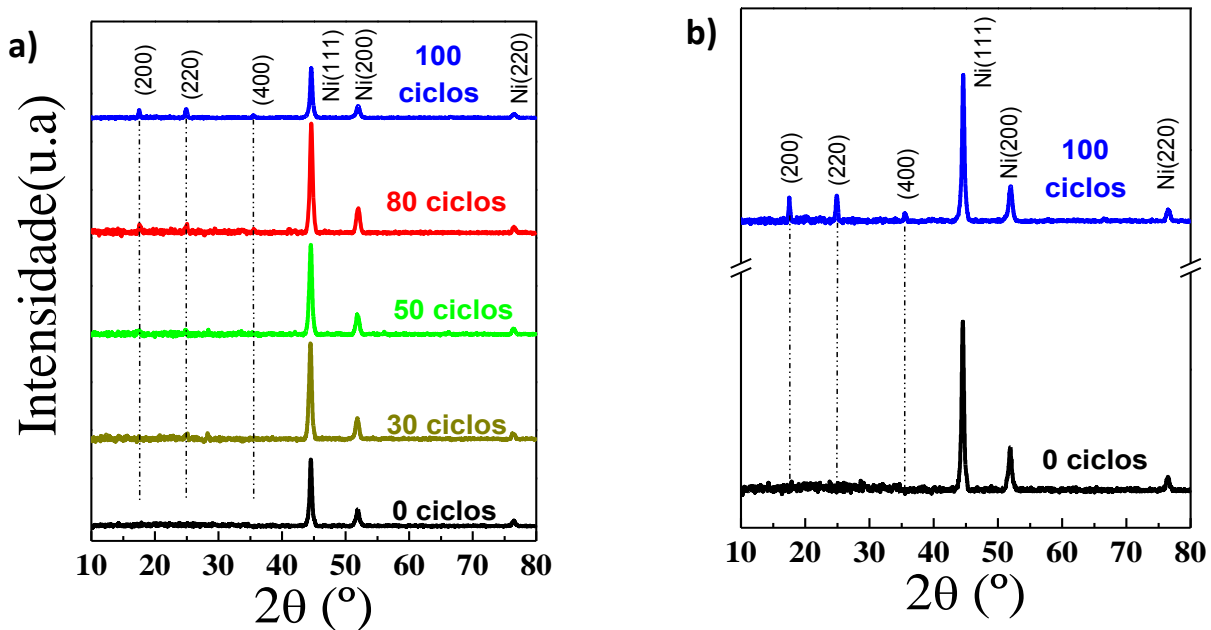 a)
(200)
(220)
(400)
Ni(111)
Ni(200)
Ni(220)
100
ciclos
80 ciclos
50 ciclos
30 ciclos
0 ciclos
Intensidade(u.a)
10 20 30 40 50 60 70 80
2θ (º)
b)
(200)
(220)
(400)
Ni(111)
Ni(200)
Ni(220)
100
ciclos
0 ciclos
10 20 30 40 50 60 70 80
2θ (º)